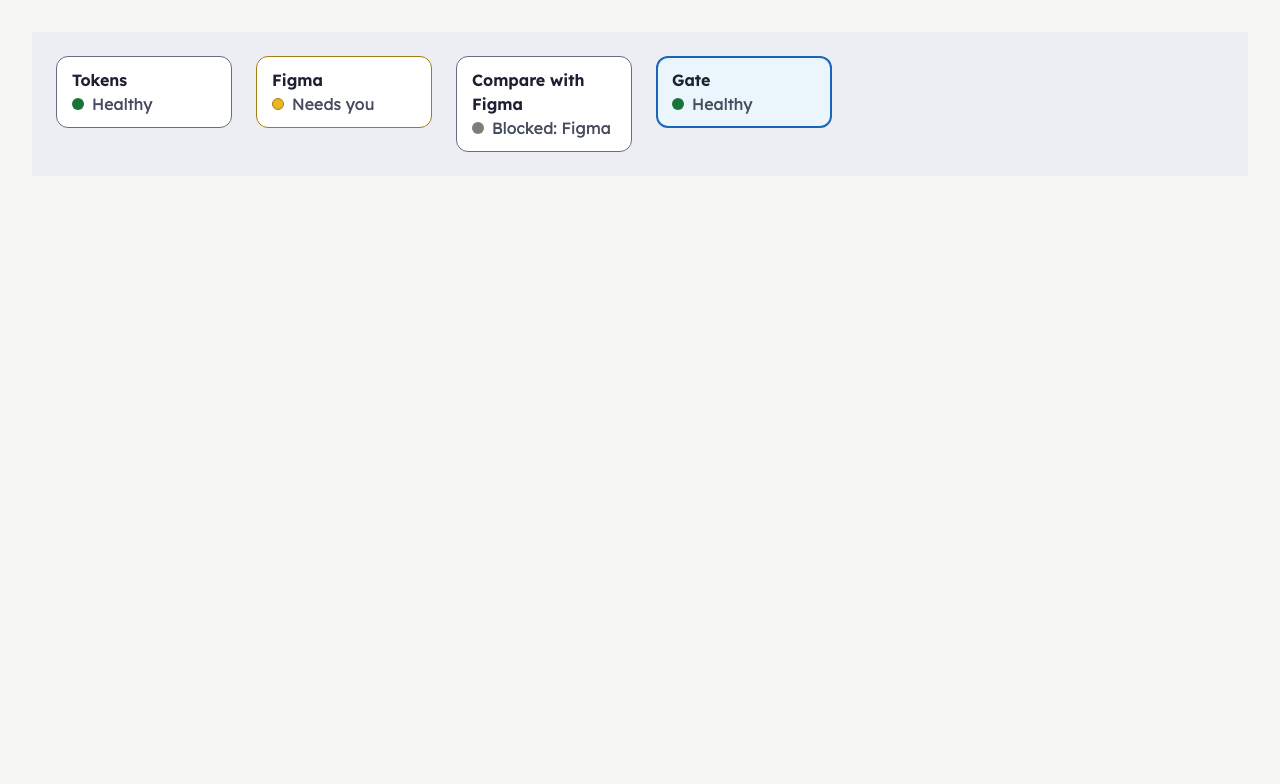 Tokens
Healthy
Figma
Needs you
Compare with
Figma
Blocked: Figma
Gate
Healthy